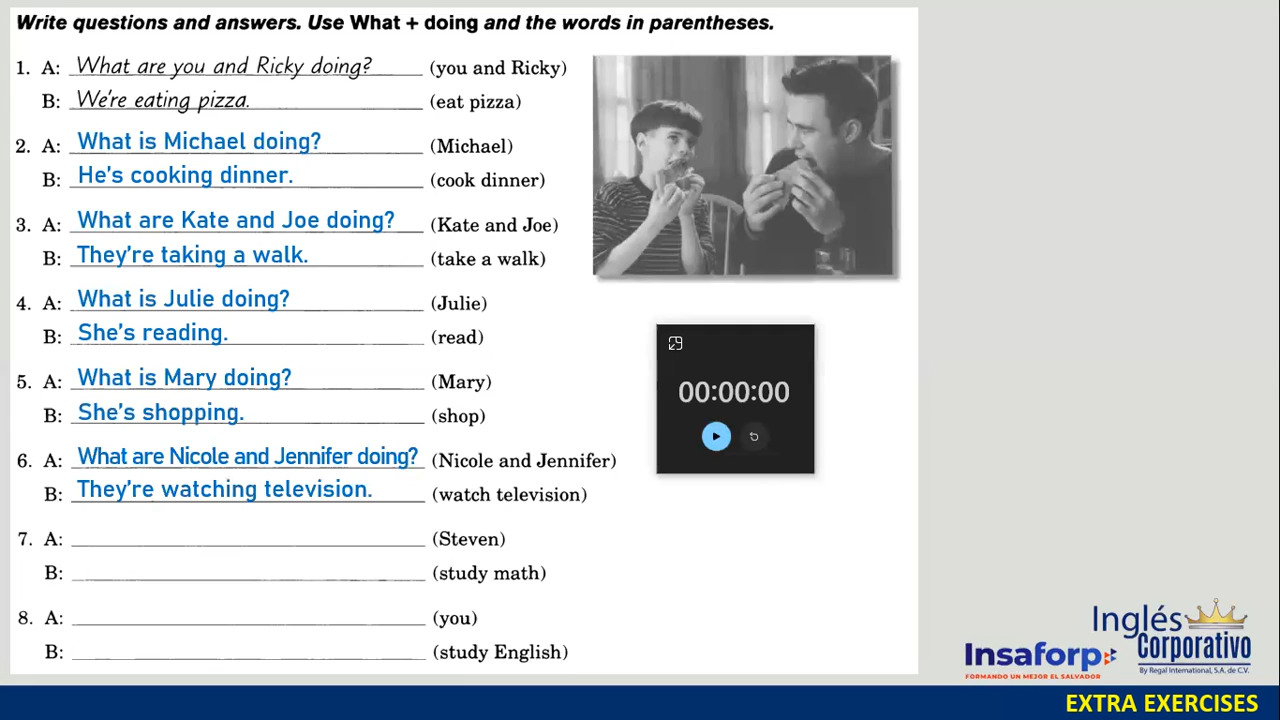 Write questions and answers. Use What + doing and the words in parentheses.
1. A: What are you and Ricky doing? (you and Ricky)
B: We're eating pizza. (eat pizza)
2. A: What is Michael doing? (Michael)
B: He's cooking dinner. (cook dinner)
3. A: What are Kate and Joe doing? (Kate and Joe)
B: They're taking a walk. (take a walk)
4. A: What is Julie doing? (Julie)
B: She's reading. (read)
5. A: What is Mary doing? (Mary)
B: She's shopping. (shop)
6. A: What are Nicole and Jennifer doing? (Nicole and Jennifer)
B: They're watching television. (watch television)
7. A: (Steven)
B: (study math)
8. A: (you)
B: (study English)
00:00:00
Inglés
Corporativo
By Regal International, S.A. de C.V.
Insaforp
FORMANDO UN MEJOR EL SALVADOR
EXTRA EXERCISES